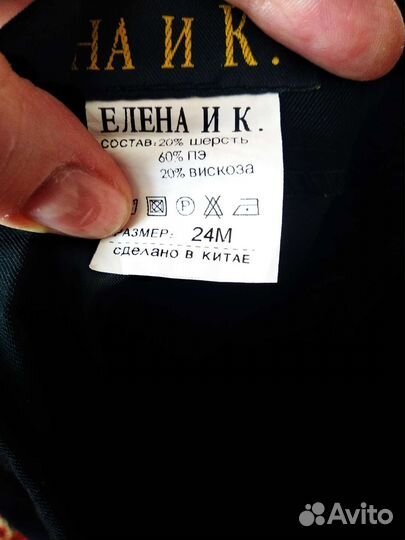 НА И К.
ЕЛЕНА И К.
СОСТАВ: 20% шерсть
60% ПЭ
20% вискоза
P
РАЗМЕР: 24М
сделано в китае
Avito